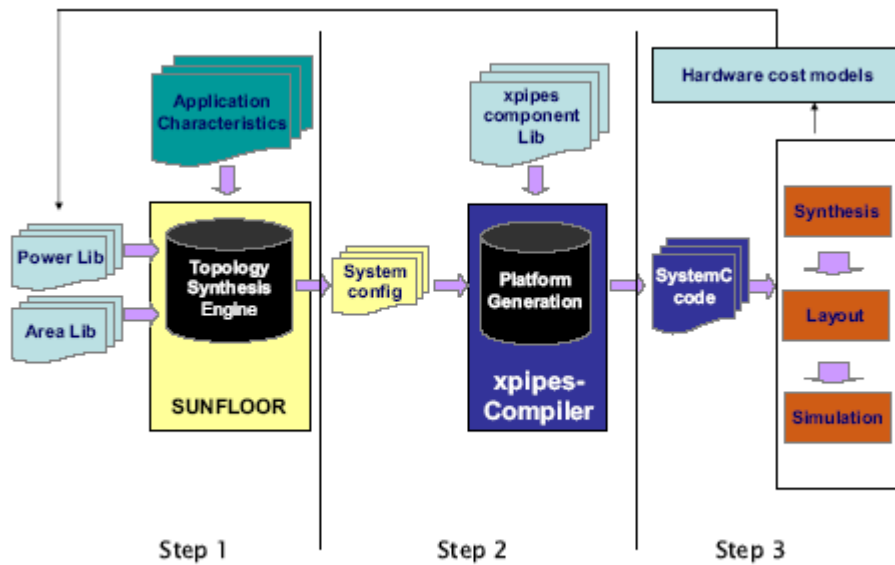 Hardware cost models
Application
Characteristics
xpipes
component
Lib
Synthesis
Power Lib
Topology
Synthesis
Engine
System
config
Platform
Generation
SystemC
code
Area Lib
Layout
SUNFLOOR
xpipes-
Compiler
Simulation
Step 1
Step 2
Step 3